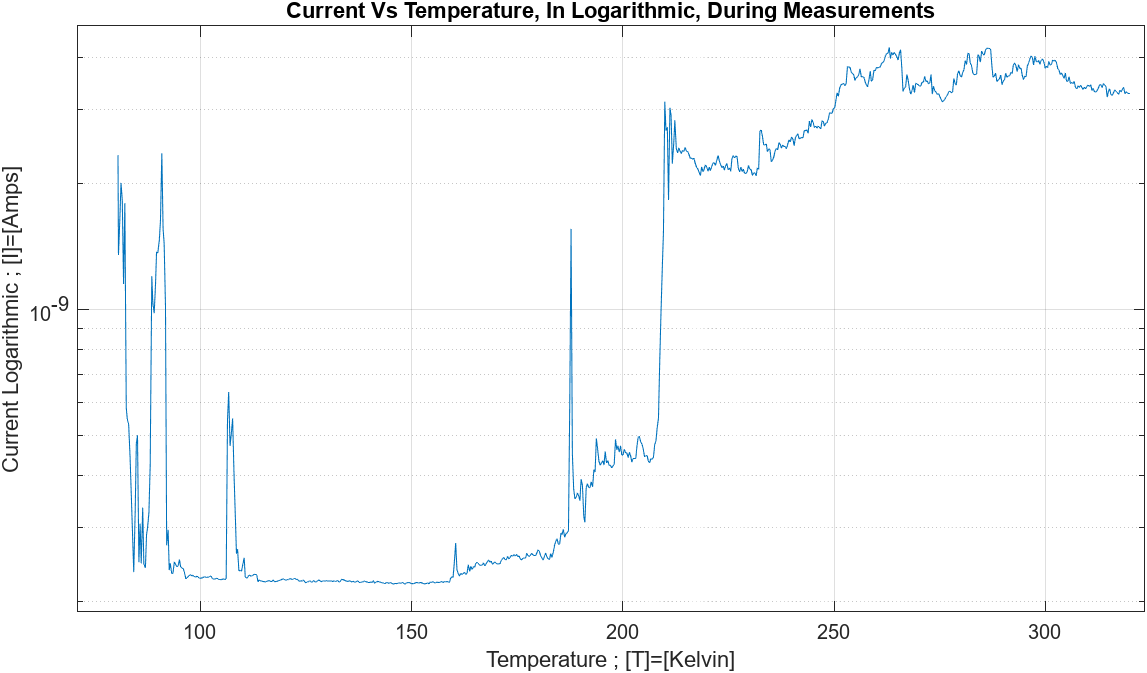 Current Vs Temperature, In Logarithmic, During Measurements
Current Logarithmic ; [I]=[Amps]
10-9
100 150 200 250 300
Temperature ; [T]=[Kelvin]